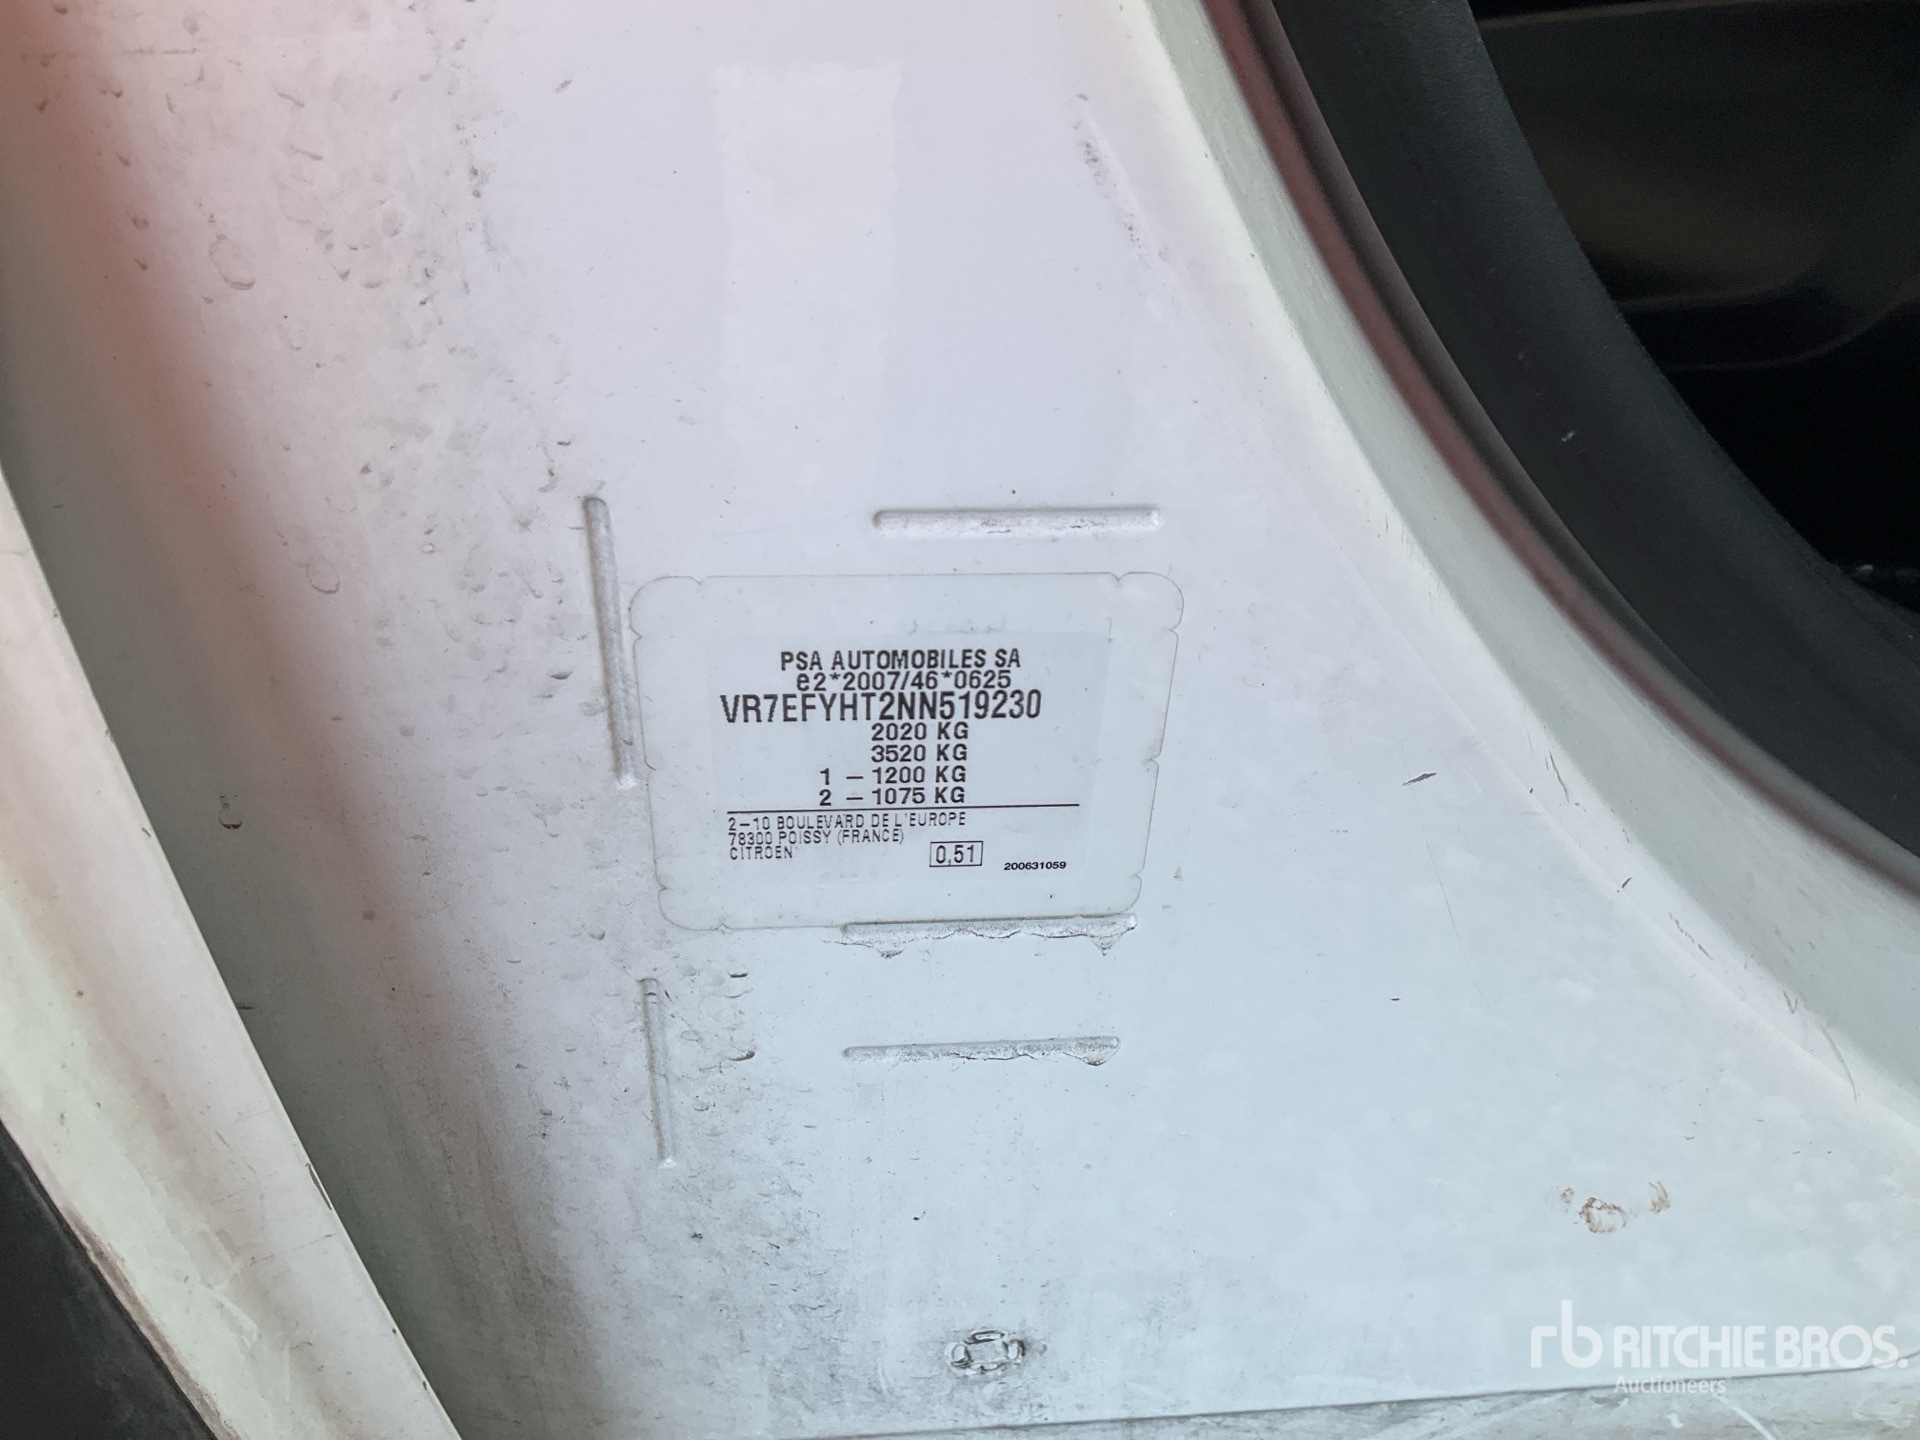 PSA AUTOMOBILES SA
e2*2007/46*0625
VR7EFYHT2NN519230
2020 KG
3520 KG
1 – 1200 KG
2 – 1075 KG
2–10 BOULEVARD DE L'EUROPE
78300 POISSY (FRANCE)
CITROEN
0,51
200631059
rb RITCHIE BROS.
Auctioneers